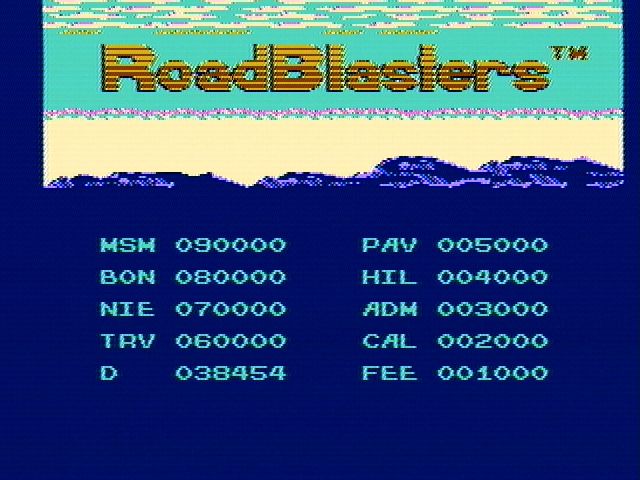 RoadBlasters™
MSM 090000 PAV 005000
BON 080000 HIL 004000
NIE 070000 ADM 003000
TRV 060000 CAL 002000
D 038454 FEE 001000